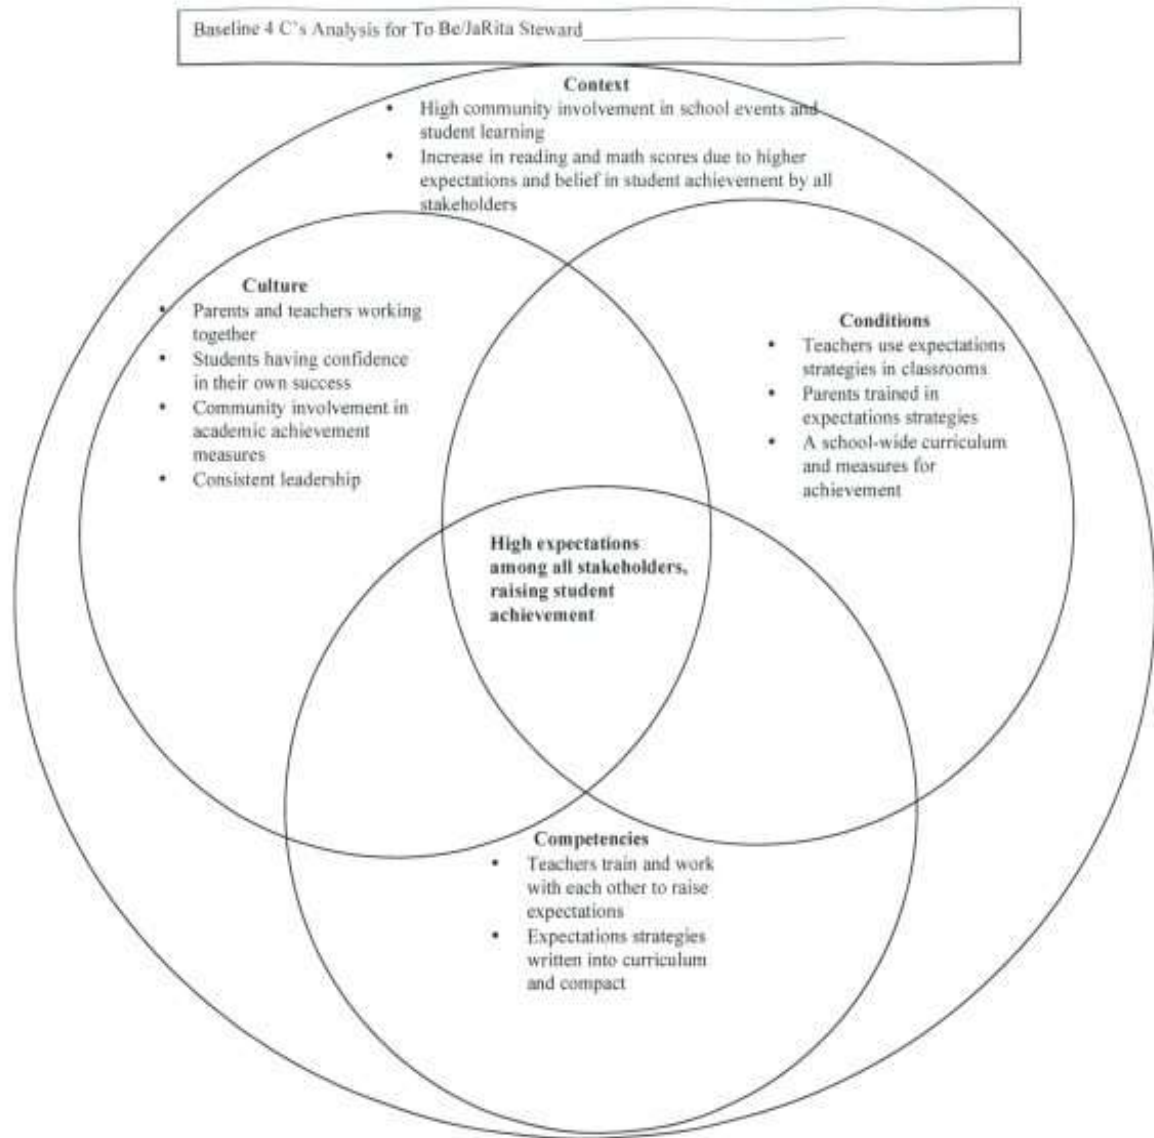 Baseline 4 C's Analysis for To Be/JaRita Steward
Context
• High community involvement in school events and
student learning
• Increase in reading and math scores due to higher
expectations and belief in student achievement by all
stakeholders
Culture
• Parents and teachers working
together
• Students having confidence
in their own success
• Community involvement in
academic achievement
measures
• Consistent leadership
Conditions
• Teachers use expectations
strategies in classrooms
• Parents trained in
expectations strategies
• A school-wide curriculum
and measures for
achievement
High expectations
among all stakeholders,
raising student
achievement
Competencies
• Teachers train and work
with each other to raise
expectations
• Expectations strategies
written into curriculum
and compact